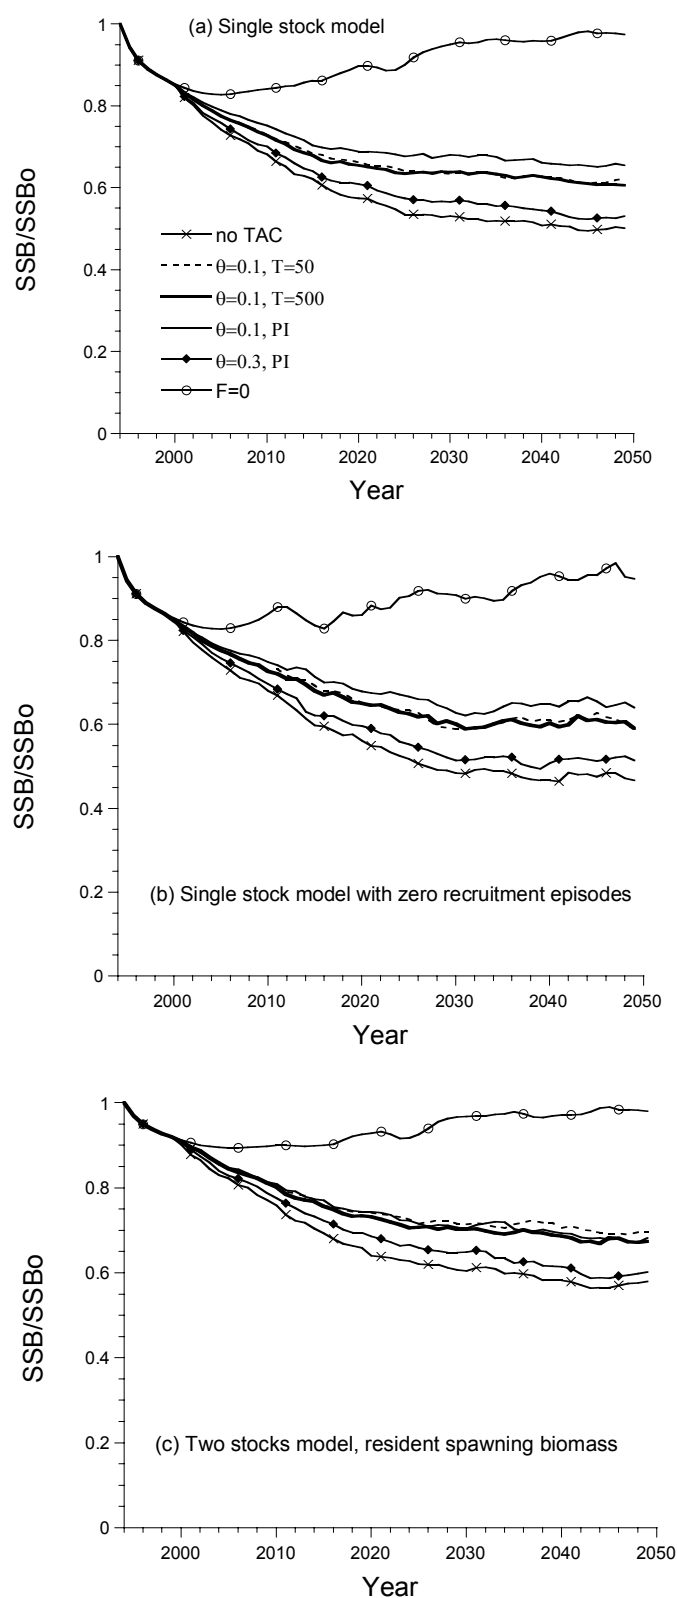 (a) Single stock model
1
0.8
0.6
0.4
0.2
0
SSB/SSBo
no TAC
θ=0.1, T=50
θ=0.1, T=500
θ=0.1, PI
θ=0.3, PI
F=0
2000 2010 2020 2030 2040 2050
Year
1
0.8
0.6
0.4
0.2
0
SSB/SSBo
(b) Single stock model with zero recruitment episodes
2000 2010 2020 2030 2040 2050
Year
1
0.8
0.6
0.4
0.2
0
SSB/SSBo
(c) Two stocks model, resident spawning biomass
2000 2010 2020 2030 2040 2050
Year